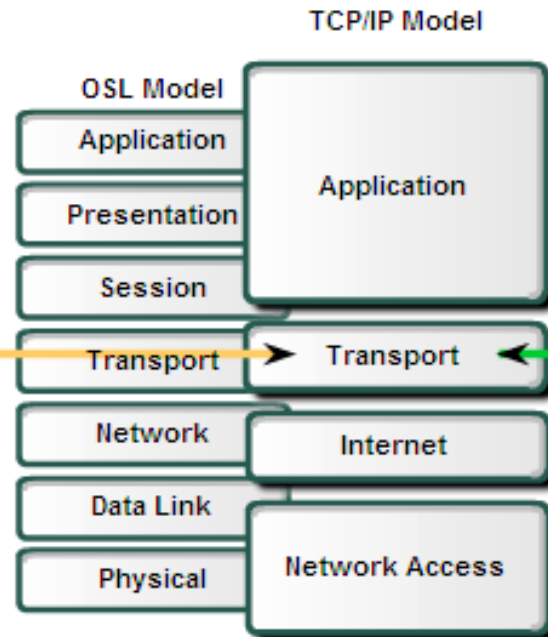 TCP/IP Model
OSL Model
Application
Presentation
Session
Transport
Network
Data Link
Physical
Application
Transport
Internet
Network Access